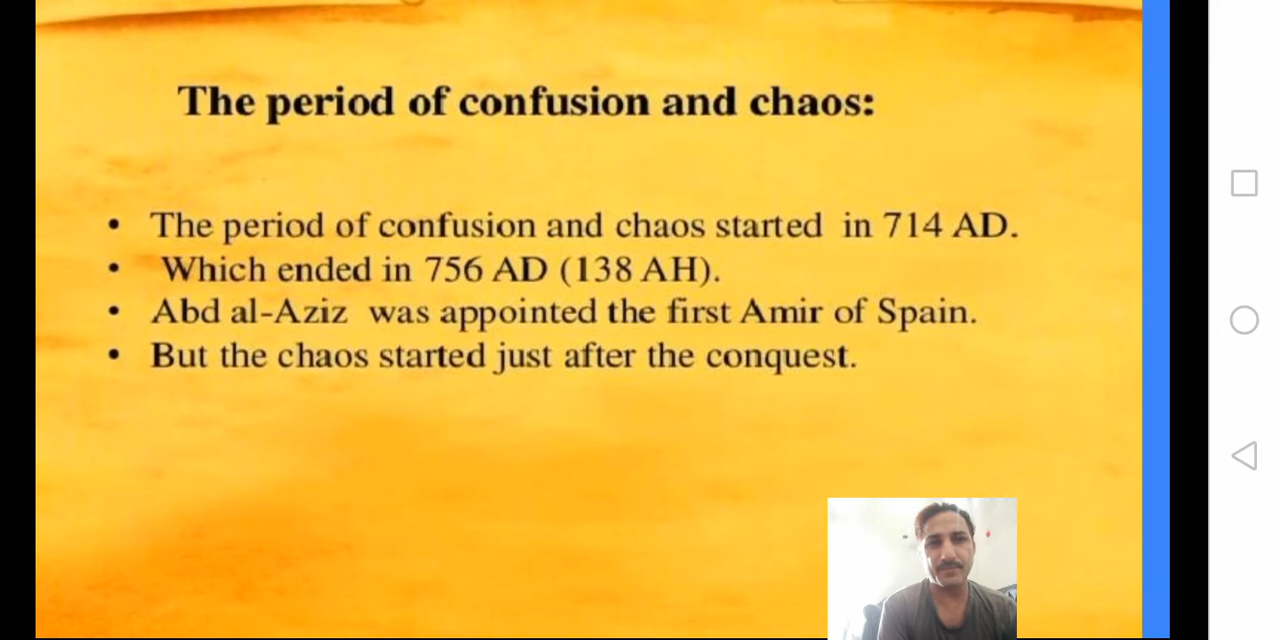 The period of confusion and chaos:
• The period of confusion and chaos started in 714 AD.
• Which ended in 756 AD (138 AH).
• Abd al-Aziz was appointed the first Amir of Spain.
• But the chaos started just after the conquest.